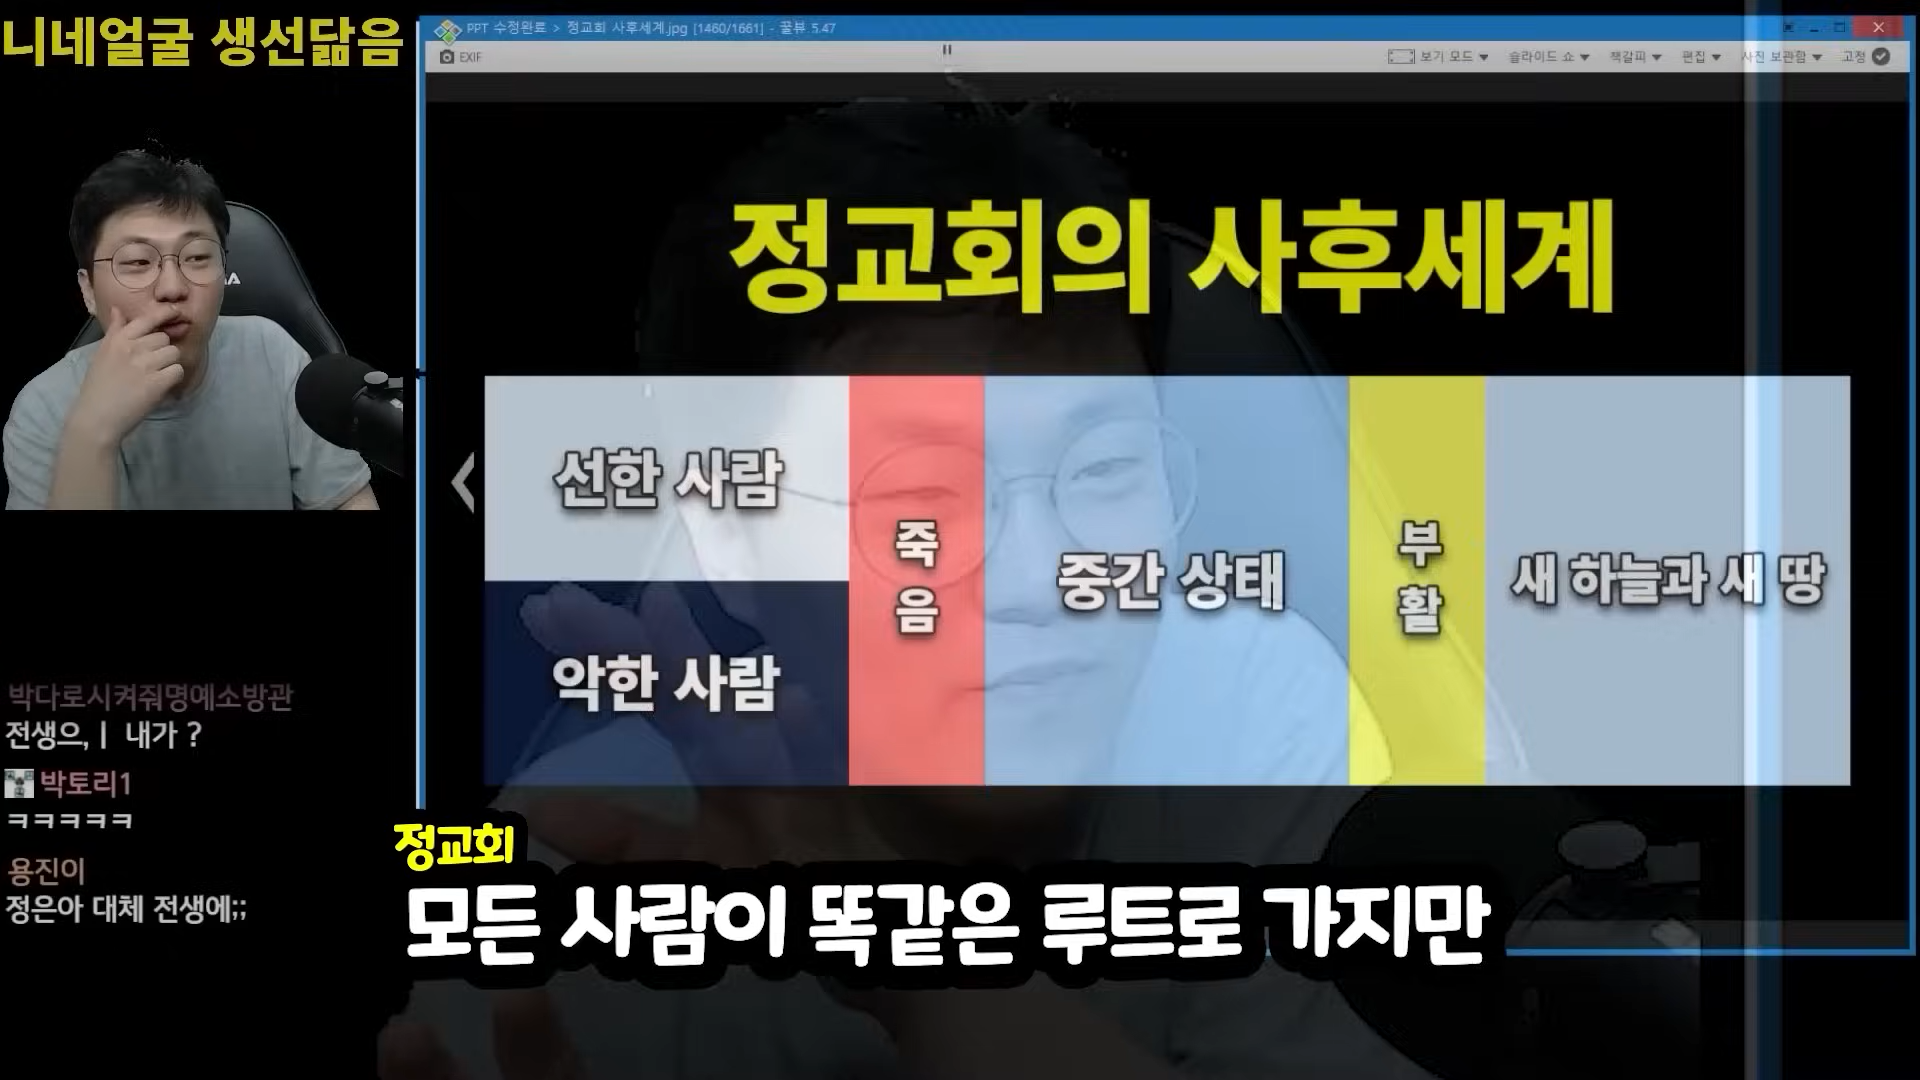 니네얼굴 생선닮음
PPT 수정완료 > 정교회 사후세계.jpg [1460/1661] - 꿀뷰 5.47
EXIF
보기 모드 슬라이드 쇼 책갈피 편집 사진 보관함 고정
정교회의 사후세계
선한 사람
악한 사람
죽음
중간 상태
부활
새 하늘과 새 땅
박다로시켜줘명예소방관
전생으,ㅣ 내가 ?
박토리1
ㅋㅋㅋㅋㅋ
용진이
정은아 대체 전생에;;
정교회
모든 사람이 똑같은 루트로 가지만